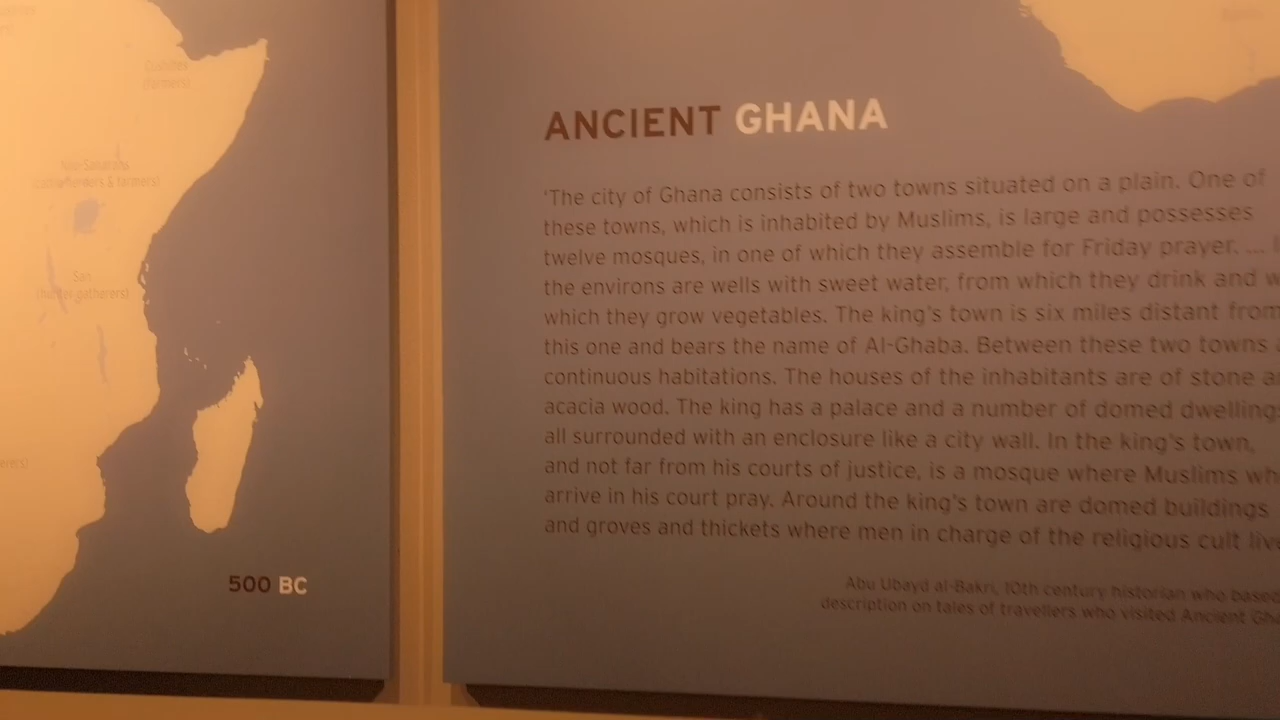 Cushites
(farmers)
San
(hunter-gatherers)
500 BC
ANCIENT GHANA
'The city of Ghana consists of two towns situated on a plain. One of
these towns, which is inhabited by Muslims, is large and possesses
twelve mosques, in one of which they assemble for Friday prayer. ...
the environs are wells with sweet water, from which they drink and
which they grow vegetables. The king's town is six miles distant from
this one and bears the name of Al-Ghaba. Between these two towns
continuous habitations. The houses of the inhabitants are of stone
acacia wood. The king has a palace and a number of domed dwelling
all surrounded with an enclosure like a city wall. In the king's town,
and not far from his courts of justice, is a mosque where Muslims
arrive in his court pray. Around the king's town are domed buildings
and groves and thickets where men in charge of the religious cult
Abu Ubayd al-Bakri, 10th century historian who based
description on tales of travellers who visited Ancient